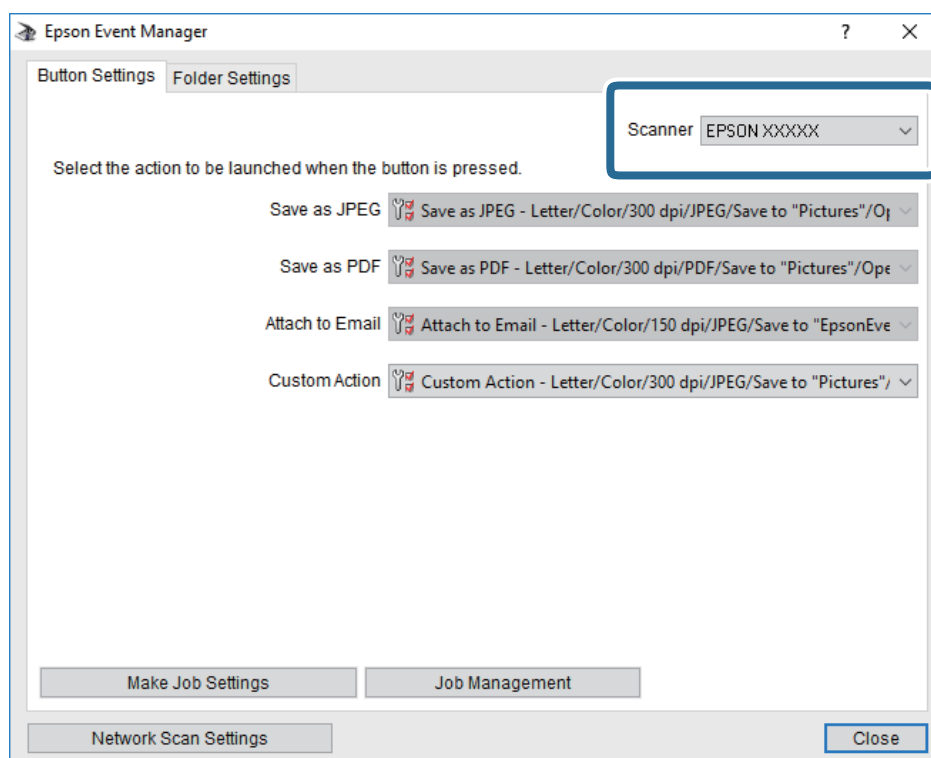 Epson Event Manager ?
Button Settings Folder Settings
Scanner EPSON XXXXX
Select the action to be launched when the button is pressed.
Save as JPEG Save as JPEG - Letter/Color/300 dpi/JPEG/Save to "Pictures"/Op
Save as PDF Save as PDF - Letter/Color/300 dpi/PDF/Save to "Pictures"/Ope
Attach to Email Attach to Email - Letter/Color/150 dpi/JPEG/Save to "EpsonEve
Custom Action Custom Action - Letter/Color/300 dpi/JPEG/Save to "Pictures"/
Make Job Settings Job Management
Network Scan Settings Close